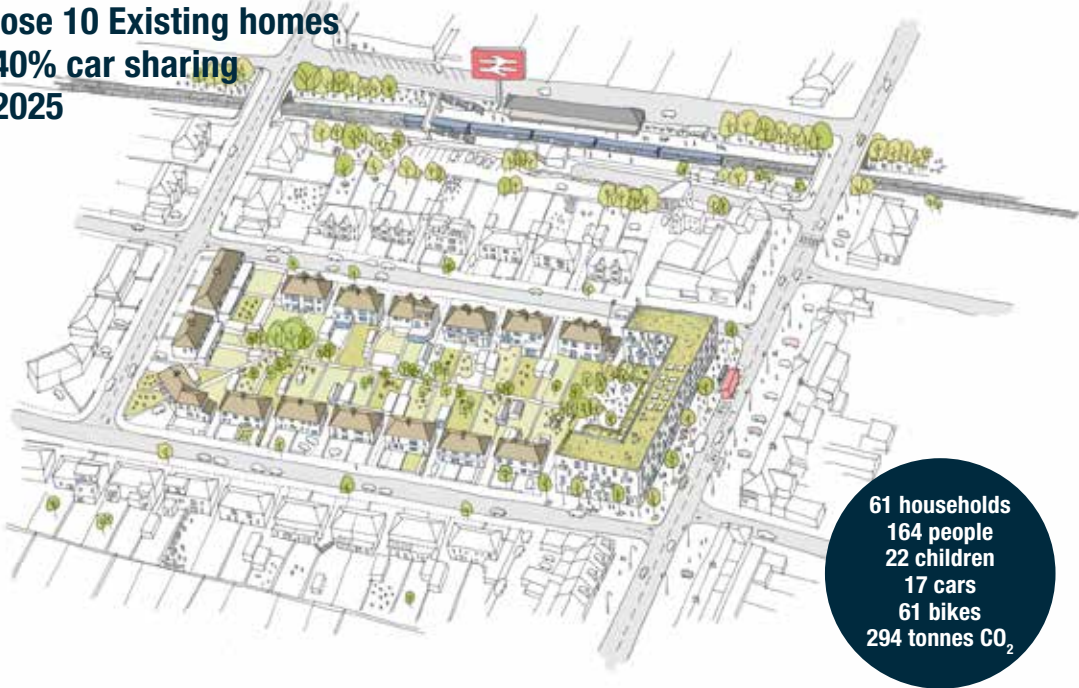 ose 10 Existing homes
40% car sharing
2025
61 households
164 people
22 children
17 cars
61 bikes
294 tonnes CO₂